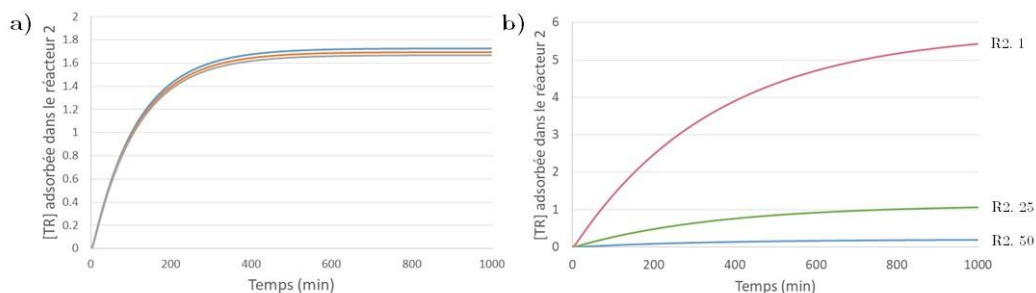 a)
[TR] adsorbée dans le réacteur 2
2
1.8
1.6
1.4
1.2
1
0.8
0.6
0.4
0.2
0
0 200 400 600 800 1000
Temps (min)
b)
[TR] adsorbée dans le réacteur 2
6
5
4
3
2
1
0
0 200 400 600 800 1000
Temps (min)
R2. 1
R2. 25
R2. 50